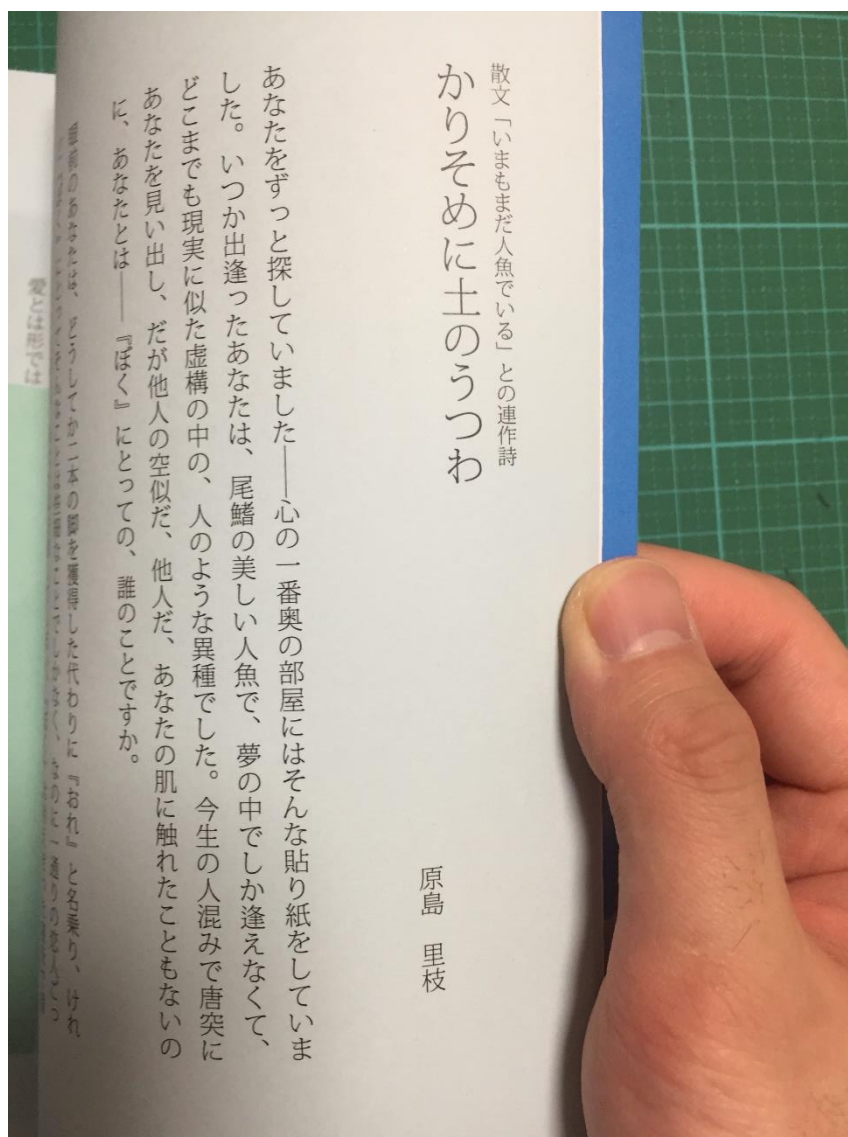 散文「いまもまだ人魚でいる」との連作詩
かりそめに土のうつわ
原島 里枝
あなたをずっと探していました――心の一番奥の部屋にはそんな貼り紙をしていま
した。いつか出逢ったあなたは、尾鰭の美しい人魚で、夢の中でしか逢えなくて、
どこまでも現実に似た虚構の中の、人のような異種でした。今生の人混みで唐突に
あなたを見い出し、だが他人の空似だ、他人だ、あなたの肌に触れたこともないの
に、あなたとは――『ぼく』にとっての、誰のことですか。
眼前のあなたは、どうしてか二本の脚を獲得した代わりに『おれ』と名乗り、けれ
愛とは形では